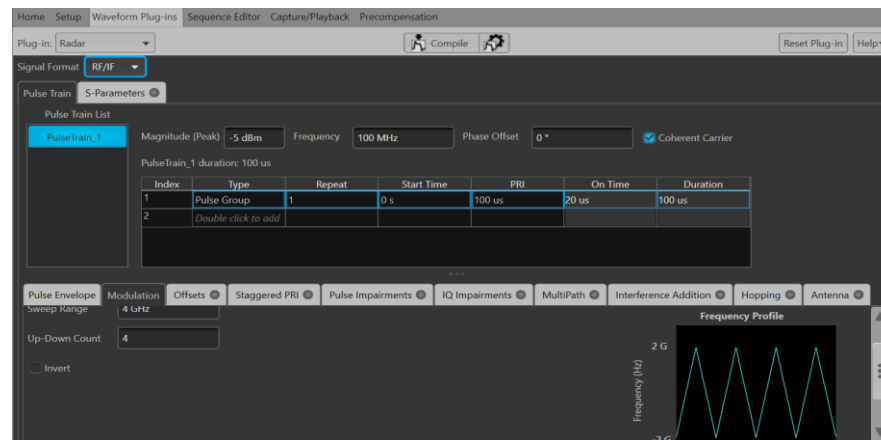 Home Setup Waveform Plug-ins Sequence Editor Capture/Playback Precompensation
Plug-in: Radar Compile Reset Plug-in Help
Signal Format RF/IF
Pulse Train S-Parameters
Pulse Train List
PulseTrain_1 Magnitude (Peak) -5 dBm Frequency 100 MHz Phase Offset 0 ° Coherent Carrier
PulseTrain_1 duration: 100 us
Index Type Repeat Start Time PRI On Time Duration
1 Pulse Group 1 0 s 100 us 20 us 100 us
2 Double click to add
Pulse Envelope Modulation Offsets Staggered PRI Pulse Impairments IQ Impairments MultiPath Interference Addition Hopping Antenna
Sweep Range 4 GHz Frequency Profile
Up-Down Count 4 2 G
Invert
Frequency (Hz)
-2 G